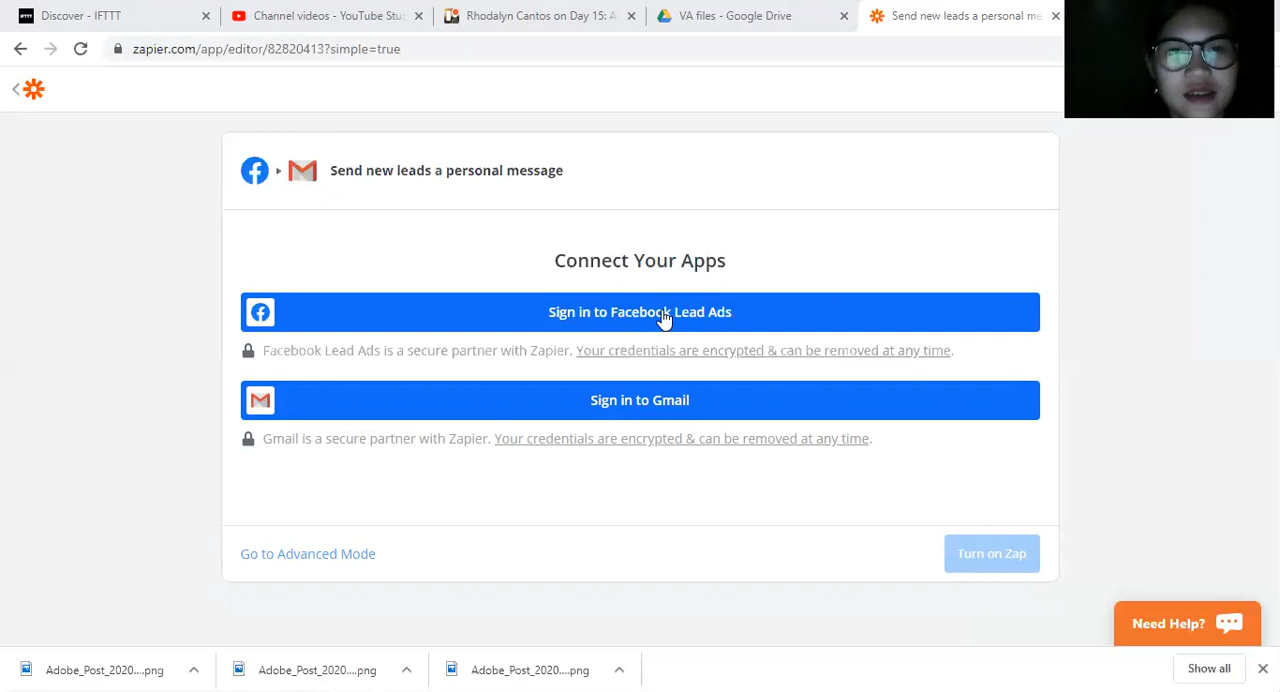 Discover - IFTTT
Channel videos - YouTube Stu
Rhodalyn Cantos on Day 15: A
VA files - Google Drive
Send new leads a personal me
zapier.com/app/editor/82820413?simple=true
Send new leads a personal message
Connect Your Apps
Sign in to Facebook Lead Ads
Facebook Lead Ads is a secure partner with Zapier. Your credentials are encrypted & can be removed at any time.
Sign in to Gmail
Gmail is a secure partner with Zapier. Your credentials are encrypted & can be removed at any time.
Go to Advanced Mode
Turn on Zap
Need Help?
Adobe_Post_2020....png
Adobe_Post_2020....png
Adobe_Post_2020....png
Show all